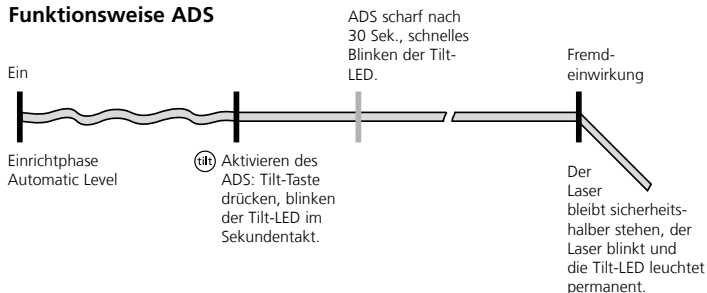 Funktionsweise ADS
Ein
Einrichtphase
Automatic Level
tilt
Aktivieren des
ADS: Tilt-Taste
drücken, blinken
der Tilt-LED im
Sekundentakt.
ADS scharf nach
30 Sek., schnelles
Blinken der Tilt-
LED.
Fremd-
einwirkung
Der
Laser
bleibt sicherheits-
halber stehen, der
Laser blinkt und
die Tilt-LED leuchtet
permanent.